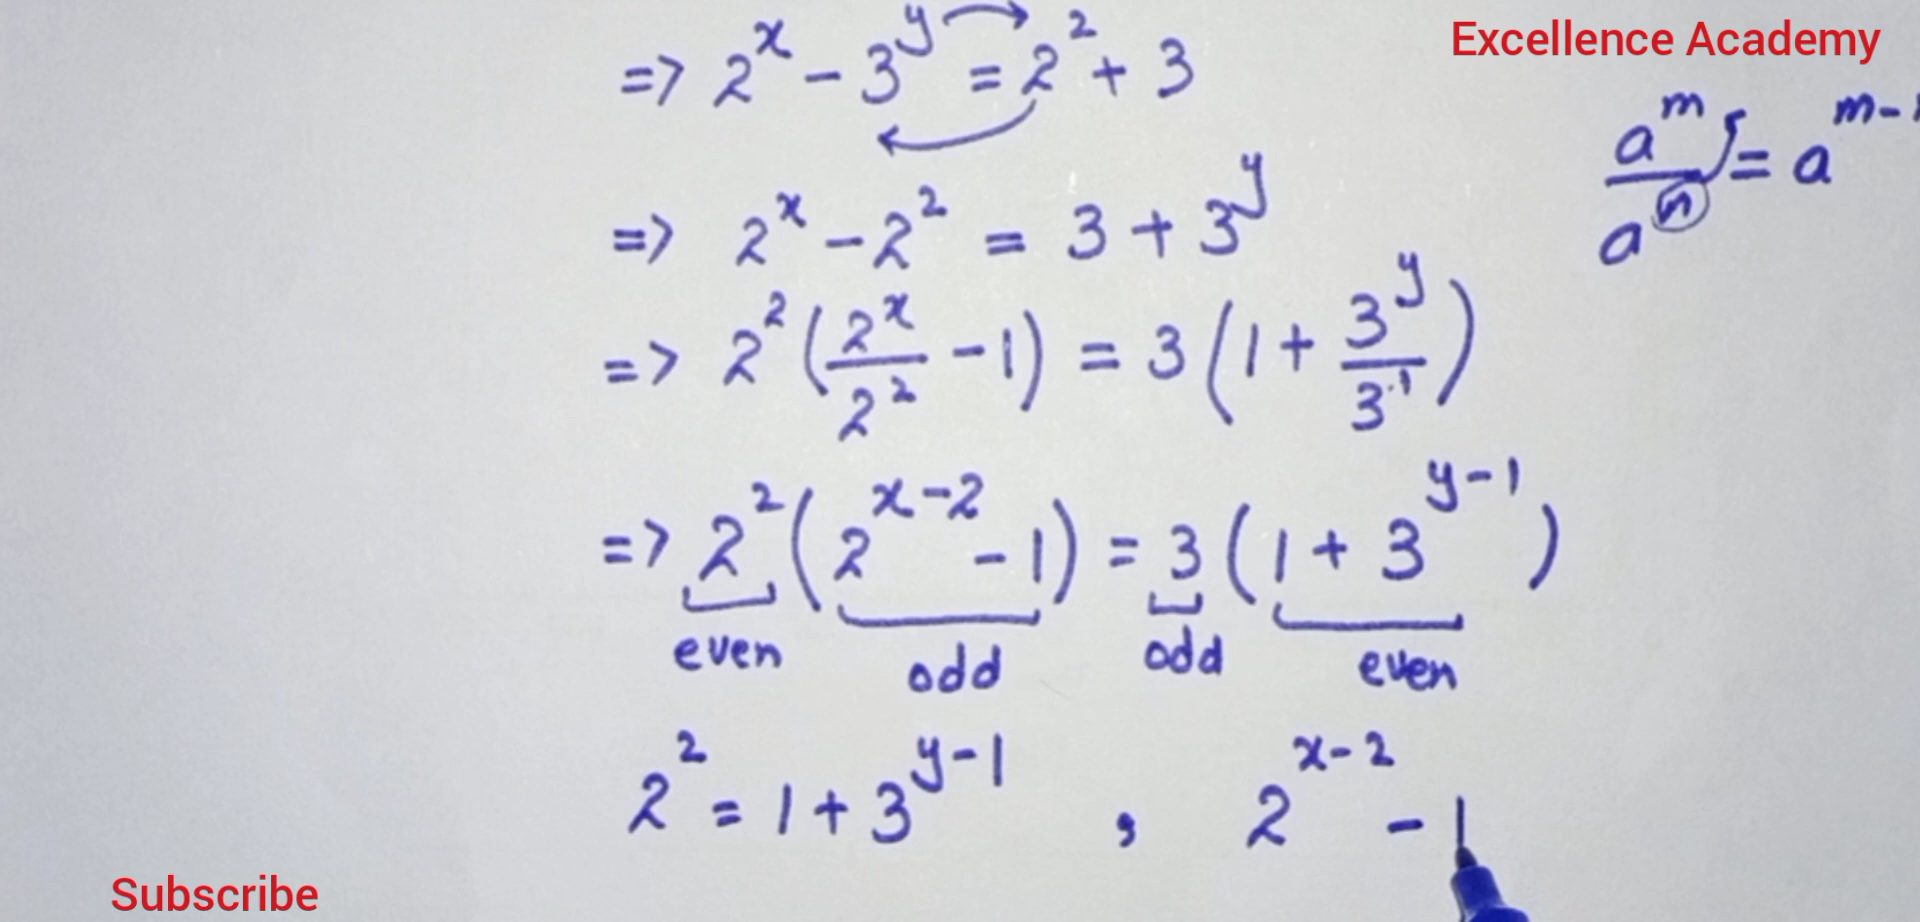 Excellence Academy
=> 2^x - 3^y = 2^2 + 3
a^m / a^n = a^m-
=> 2^x - 2^2 = 3 + 3^y
=> 2^2 (2^x / 2^2 - 1) = 3 (1 + 3^y / 3^1)
=> 2^2 (2^x-2 - 1) = 3 (1 + 3^y-1)
even odd odd even
2^2 = 1 + 3^y-1 , 2^x-2 - 1
Subscribe